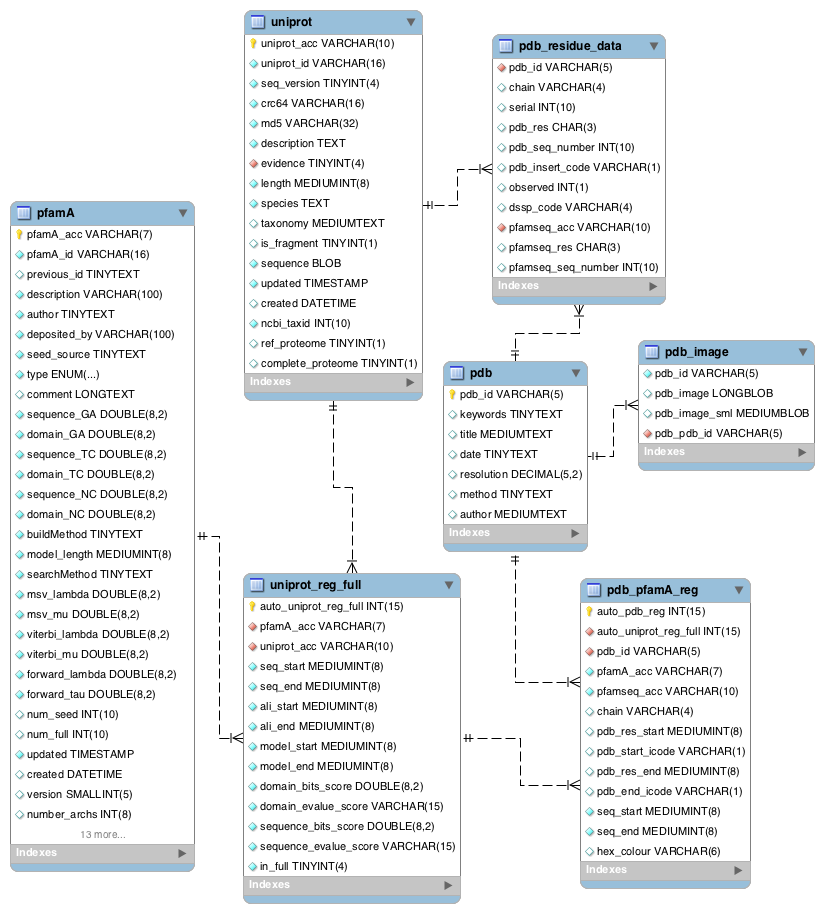 uniprot
uniprot_acc VARCHAR(10)
uniprot_id VARCHAR(16)
seq_version TINYINT(4)
crc64 VARCHAR(16)
md5 VARCHAR(32)
description TEXT
evidence TINYINT(4)
length MEDIUMINT(8)
species TEXT
taxonomy MEDIUMTEXT
is_fragment TINYINT(1)
sequence BLOB
updated TIMESTAMP
created DATETIME
ncbi_taxid INT(10)
ref_proteome TINYINT(1)
complete_proteome TINYINT(1)
Indexes
pdb_residue_data
pdb_id VARCHAR(5)
chain VARCHAR(4)
serial INT(10)
pdb_res CHAR(3)
pdb_seq_number INT(10)
pdb_insert_code VARCHAR(1)
observed INT(1)
dssp_code VARCHAR(4)
pfamseq_acc VARCHAR(10)
pfamseq_res CHAR(3)
pfamseq_seq_number INT(10)
Indexes
pfamA
pfamA_acc VARCHAR(7)
pfamA_id VARCHAR(16)
previous_id TINYTEXT
description VARCHAR(100)
author TINYTEXT
deposited_by VARCHAR(100)
seed_source TINYTEXT
type ENUM(...)
comment LONGTEXT
sequence_GA DOUBLE(8,2)
domain_GA DOUBLE(8,2)
sequence_TC DOUBLE(8,2)
domain_TC DOUBLE(8,2)
sequence_NC DOUBLE(8,2)
domain_NC DOUBLE(8,2)
buildMethod TINYTEXT
model_length MEDIUMINT(8)
searchMethod TINYTEXT
msv_lambda DOUBLE(8,2)
msv_mu DOUBLE(8,2)
viterbi_lambda DOUBLE(8,2)
viterbi_mu DOUBLE(8,2)
forward_lambda DOUBLE(8,2)
forward_tau DOUBLE(8,2)
num_seed INT(10)
num_full INT(10)
updated TIMESTAMP
created DATETIME
version SMALLINT(5)
number_archs INT(8)
13 more...
Indexes
pdb
pdb_id VARCHAR(5)
keywords TINYTEXT
title MEDIUMTEXT
date TINYTEXT
resolution DECIMAL(5,2)
method TINYTEXT
author MEDIUMTEXT
Indexes
pdb_image
pdb_id VARCHAR(5)
pdb_image LONGBLOB
pdb_image_sml MEDIUMBLOB
pdb_pdb_id VARCHAR(5)
Indexes
uniprot_reg_full
auto_uniprot_reg_full INT(15)
pfamA_acc VARCHAR(7)
uniprot_acc VARCHAR(10)
seq_start MEDIUMINT(8)
seq_end MEDIUMINT(8)
ali_start MEDIUMINT(8)
ali_end MEDIUMINT(8)
model_start MEDIUMINT(8)
model_end MEDIUMINT(8)
domain_bits_score DOUBLE(8,2)
domain_evalue_score VARCHAR(15)
sequence_bits_score DOUBLE(8,2)
sequence_evalue_score VARCHAR(15)
in_full TINYINT(4)
Indexes
pdb_pfamA_reg
auto_pdb_reg INT(15)
auto_uniprot_reg_full INT(15)
pdb_id VARCHAR(5)
pfamA_acc VARCHAR(7)
pfamseq_acc VARCHAR(10)
chain VARCHAR(4)
pdb_res_start MEDIUMINT(8)
pdb_start_icode VARCHAR(1)
pdb_res_end MEDIUMINT(8)
pdb_end_icode VARCHAR(1)
seq_start MEDIUMINT(8)
seq_end MEDIUMINT(8)
hex_colour VARCHAR(6)
Indexes